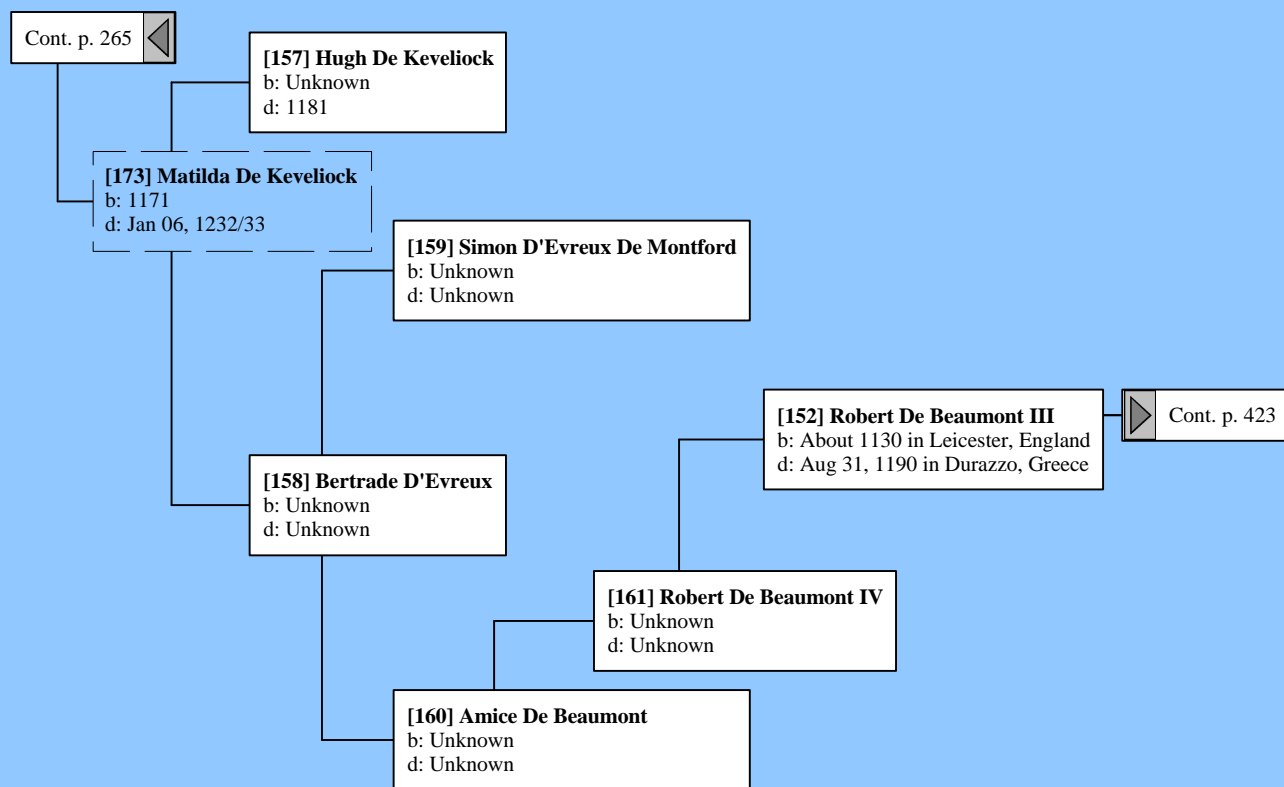 Cont. p. 265
[157] Hugh De Keveliock
b: Unknown
d: 1181
[173] Matilda De Keveliock
b: 1171
d: Jan 06, 1232/33
[159] Simon D'Evreux De Montford
b: Unknown
d: Unknown
[152] Robert De Beaumont III
b: About 1130 in Leicester, England
d: Aug 31, 1190 in Durazzo, Greece
Cont. p. 423
[158] Bertrade D'Evreux
b: Unknown
d: Unknown
[161] Robert De Beaumont IV
b: Unknown
d: Unknown
[160] Amice De Beaumont
b: Unknown
d: Unknown